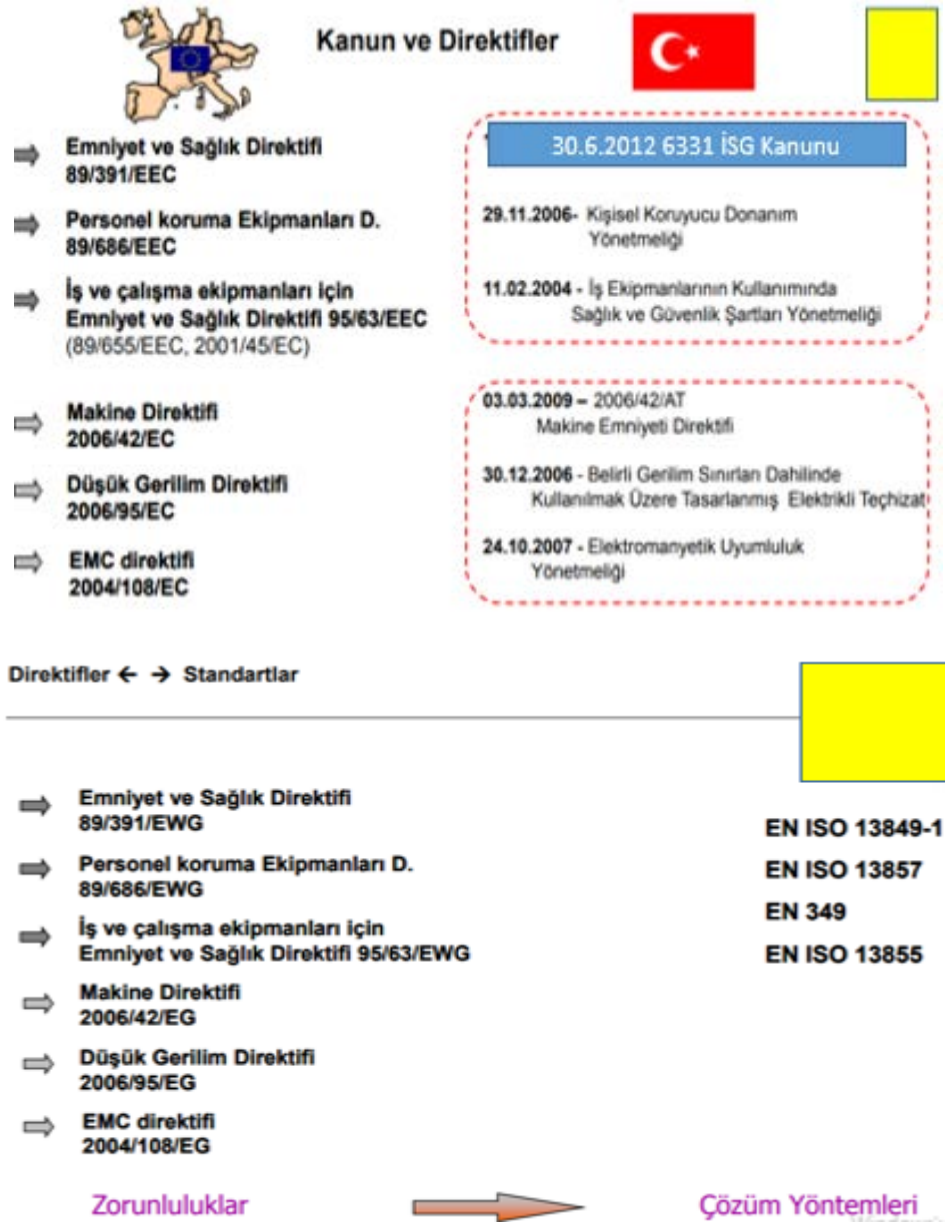 Kanun ve Direktifler
Emniyet ve Sağlık Direktifi
89/391/EEC
30.6.2012 6331 İSG Kanunu
Personel koruma Ekipmanları D.
89/686/EEC
29.11.2006- Kişisel Koruyucu Donanım
Yönetmeliği
İş ve çalışma ekipmanları için
Emniyet ve Sağlık Direktifi 95/63/EEC
(89/655/EEC, 2001/45/EC)
11.02.2004 - İş Ekipmanlarının Kullanımında
Sağlık ve Güvenlik Şartları Yönetmeliği
Makine Direktifi
2006/42/EC
03.03.2009 – 2006/42/AT
Makine Emniyeti Direktifi
Düşük Gerilim Direktifi
2006/95/EC
30.12.2006 - Belirli Gerilim Sınırları Dahilinde
Kullanılmak Üzere Tasarlanmış Elektrikli Teçhizat
EMC direktifi
2004/108/EC
24.10.2007 - Elektromanyetik Uyumluluk
Yönetmeliği
Direktifler ← → Standartlar
Emniyet ve Sağlık Direktifi
89/391/EWG
Personel koruma Ekipmanları D.
89/686/EWG
İş ve çalışma ekipmanları için
Emniyet ve Sağlık Direktifi 95/63/EWG
Makine Direktifi
2006/42/EG
Düşük Gerilim Direktifi
2006/95/EG
EMC direktifi
2004/108/EG
EN ISO 13849-1
EN ISO 13857
EN 349
EN ISO 13855
Zorunluluklar
Çözüm Yöntemleri